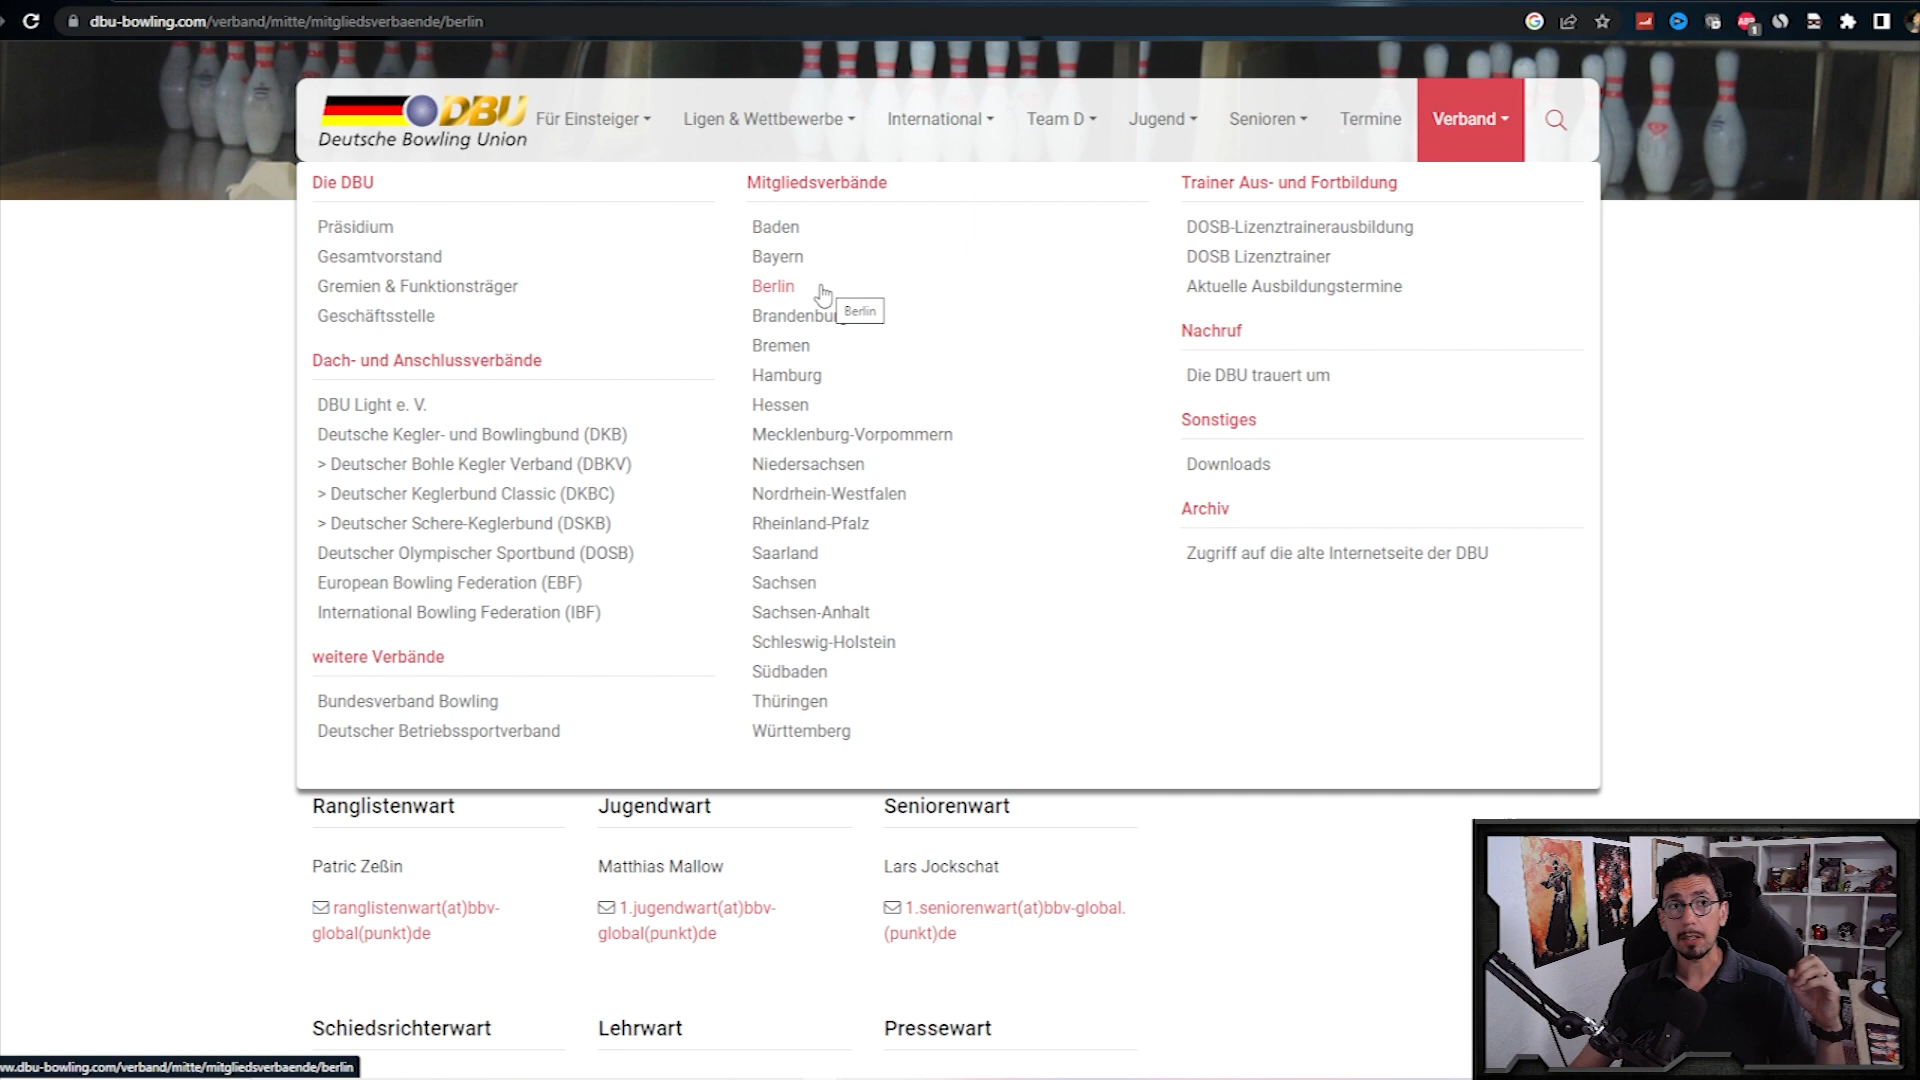 dbu-bowling.com/verband/mitte/mitgliedsverbaende/berlin
DBU
Deutsche Bowling Union
Für Einsteiger
Ligen & Wettbewerbe
International
Team D
Jugend
Senioren
Termine
Verband
Die DBU
Präsidium
Gesamtvorstand
Gremien & Funktionsträger
Geschäftsstelle
Dach- und Anschlussverbände
DBU Light e. V.
Deutsche Kegler- und Bowlingbund (DKB)
> Deutscher Bohle Kegler Verband (DBKV)
> Deutscher Keglerbund Classic (DKBC)
> Deutscher Schere-Keglerbund (DSKB)
Deutscher Olympischer Sportbund (DOSB)
European Bowling Federation (EBF)
International Bowling Federation (IBF)
weitere Verbände
Bundesverband Bowling
Deutscher Betriebssportverband
Mitgliedsverbände
Baden
Bayern
Berlin
Berlin
Brandenbur
Bremen
Hamburg
Hessen
Mecklenburg-Vorpommern
Niedersachsen
Nordrhein-Westfalen
Rheinland-Pfalz
Saarland
Sachsen
Sachsen-Anhalt
Schleswig-Holstein
Südbaden
Thüringen
Württemberg
Trainer Aus- und Fortbildung
DOSB-Lizenztrainerausbildung
DOSB Lizenztrainer
Aktuelle Ausbildungstermine
Nachruf
Die DBU trauert um
Sonstiges
Downloads
Archiv
Zugriff auf die alte Internetseite der DBU
Ranglistenwart
Patric Zeßin
ranglistenwart(at)bbv-
global(punkt)de
Jugendwart
Matthias Mallow
1.jugendwart(at)bbv-
global(punkt)de
Seniorenwart
Lars Jockschat
1.seniorenwart(at)bbv-global.
(punkt)de
Schiedsrichterwart
Lehrwart
Pressewart
ww.dbu-bowling.com/verband/mitte/mitgliedsverbaende/berlin